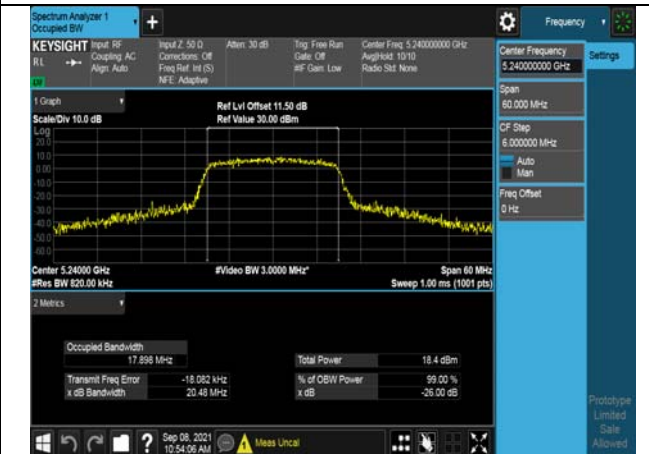 Spectrum Analyzer 1
Occupied BW
+
Frequency
KEYSIGHT
Input: RF
Coupling: AC
Align: Auto
Input Z: 50 Ω
Corrections: Off
Freq Ref: Int (S)
NFE: Adaptive
Atten: 30 dB
Trig: Free Run
Gate: Off
#IF Gain: Low
Center Freq: 5.240000000 GHz
Avg|Hold: 10/10
Radio Std: None
RL
Center Frequency
5.240000000 GHz
Settings
Span
60.000 MHz
CF Step
6.000000 MHz
Auto
Man
Freq Offset
0 Hz
1 Graph
Scale/Div 10.0 dB
Ref Lvl Offset 11.50 dB
Ref Value 30.00 dBm
Log
20.0
10.0
0.00
-10.0
-20.0
-30.0
-40.0
-50.0
-60.0
Center 5.24000 GHz
#Res BW 820.00 kHz
#Video BW 3.0000 MHz*
Span 60 MHz
Sweep 1.00 ms (1001 pts)
2 Metrics
Occupied Bandwidth
17.898 MHz
Total Power 18.4 dBm
Transmit Freq Error -18.082 kHz
% of OBW Power 99.00 %
x dB Bandwidth 20.48 MHz
x dB -26.00 dB
Prototype
Limited
Sale
Allowed
?
Sep 08, 2021
10:54:06 AM
Meas Uncal